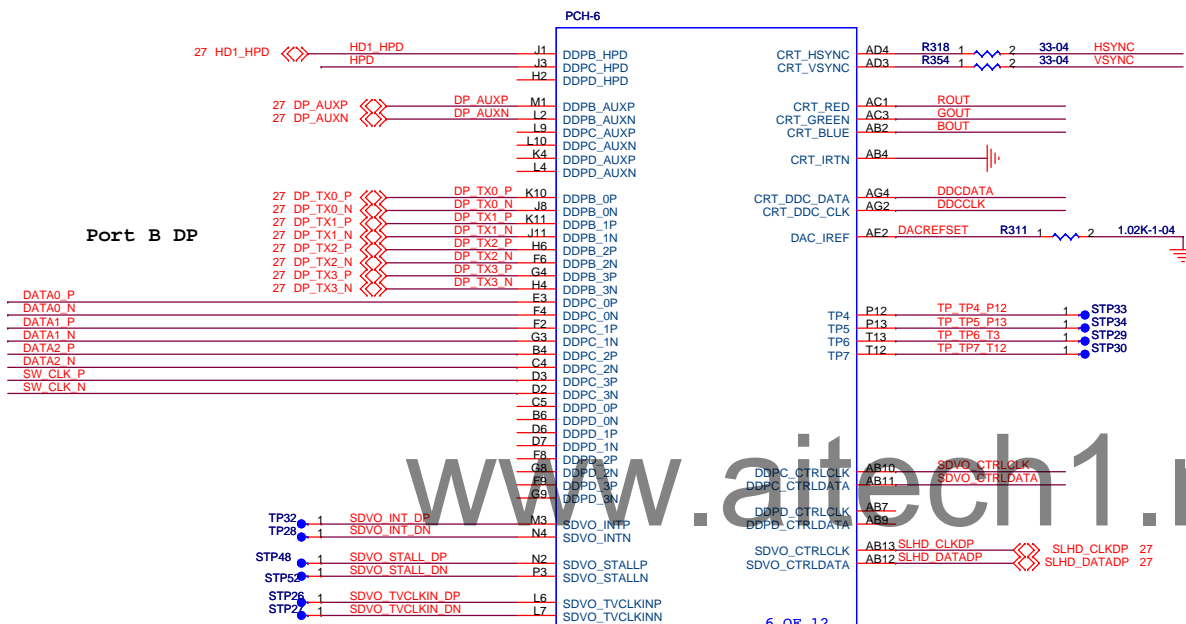 PCH-6
27 HD1_HPD HD1_HPD J1 DDPB_HPD CRT_HSYNC AD4 R318 1 2 33-04 HSYNC
HPD J3 DDPC_HPD CRT_VSYNC AD3 R354 1 2 33-04 VSYNC
H2 DDPD_HPD
27 DP_AUXP DP_AUXP M1 DDPB_AUXP CRT_RED AC1 ROUT
27 DP_AUXN DP_AUXN L2 DDPB_AUXN CRT_GREEN AC3 GOUT
L9 DDPC_AUXP CRT_BLUE AB2 BOUT
L10 DDPC_AUXN
K4 DDPD_AUXP CRT_IRTN AB4
L4 DDPD_AUXN
27 DP_TX0_P DP_TX0_P K10 DDPB_0P CRT_DDC_DATA AG4 DDCDATA
27 DP_TX0_N DP_TX0_N J8 DDPB_0N CRT_DDC_CLK AG2 DDCCLK
27 DP_TX1_P DP_TX1_P K11 DDPB_1P
27 DP_TX1_N DP_TX1_N J11 DDPB_1N DAC_IREF AE2 DACREFSET R311 1 2 1.02K-1-04
Port B DP
27 DP_TX2_P DP_TX2_P H6 DDPB_2P
27 DP_TX2_N DP_TX2_N F6 DDPB_2N
27 DP_TX3_P DP_TX3_P G4 DDPB_3P
27 DP_TX3_N DP_TX3_N H4 DDPB_3N
DATA0_P E3 DDPC_0P
DATA0_N F4 DDPC_0N TP4 P12 TP_TP4_P12 1 STP33
DATA1_P F2 DDPC_1P TP5 P13 TP_TP5_P13 1 STP34
DATA1_N G3 DDPC_1N TP6 T13 TP_TP6_T3 1 STP29
DATA2_P B4 DDPC_2P TP7 T12 TP_TP7_T12 1 STP30
DATA2_N C4 DDPC_2N
SW_CLK_P D3 DDPC_3P
SW_CLK_N D2 DDPC_3N
C5 DDPD_0P
B6 DDPD_0N
D6 DDPD_1P
D7 DDPD_1N
F8 DDPD_2P
G8 DDPD_2N DDPC_CTRLCLK AB10 SDVO_CTRLCLK
E9 DDPD_3P DDPC_CTRLDATA AB11 SDVO_CTRLDATA
G9 DDPD_3N
www.aitech1.
DDPD_CTRLCLK AB7
TP32 1 SDVO_INT_DP M3 SDVO_INTP DDPD_CTRLDATA AB9
TP28 1 SDVO_INT_DN N4 SDVO_INTN
SDVO_CTRLCLK AB13 SLHD_CLKDP SLHD_CLKDP 27
STP48 1 SDVO_STALL_DP N2 SDVO_STALLP SDVO_CTRLDATA AB12 SLHD_DATADP SLHD_DATADP 27
STP52 1 SDVO_STALL_DN P3 SDVO_STALLN
STP26 1 SDVO_TVCLKIN_DP L6 SDVO_TVCLKINP
STP27 1 SDVO_TVCLKIN_DN L7 SDVO_TVCLKINN
6 OF 12